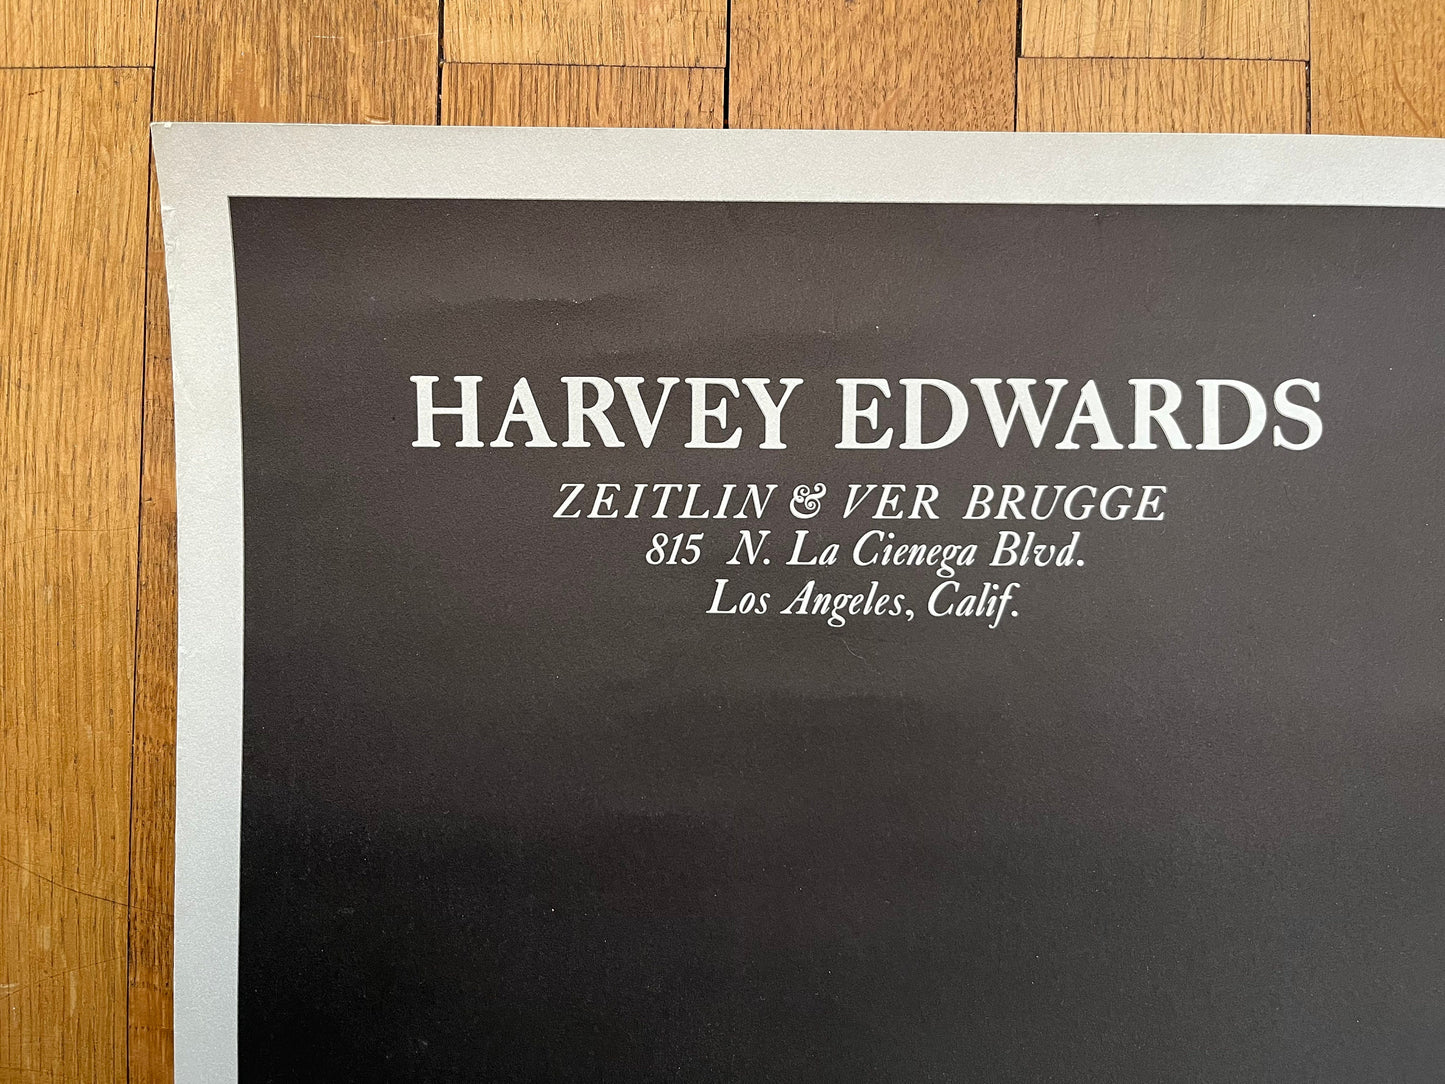 HARVEY EDWARDS
ZEITLIN & VER BRUGGE
815 N. La Cienega Blvd.
Los Angeles, Calif.